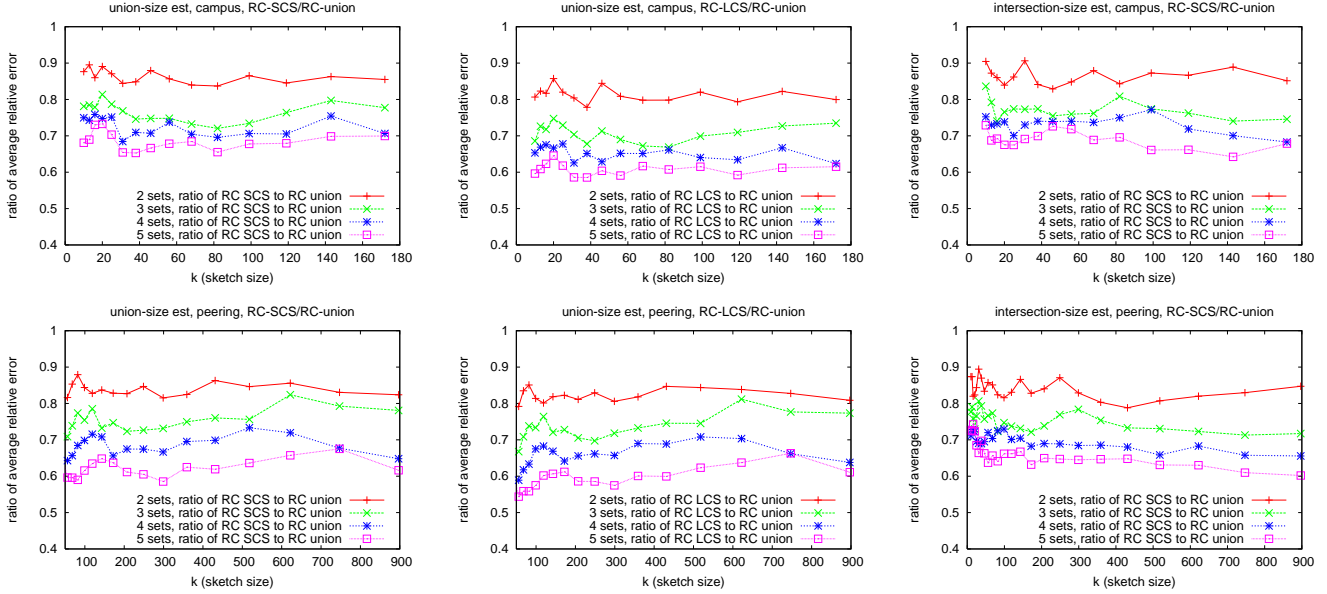 union-size est, campus, RC-SCS/RC-union
ratio of average relative error
1
0.9
0.8
0.7
0.6
0.5
0.4
2 sets, ratio of RC SCS to RC union
3 sets, ratio of RC SCS to RC union
4 sets, ratio of RC SCS to RC union
5 sets, ratio of RC SCS to RC union
0 20 40 60 80 100 120 140 160 180
k (sketch size)
union-size est, campus, RC-LCS/RC-union
ratio of average relative error
1
0.9
0.8
0.7
0.6
0.5
0.4
2 sets, ratio of RC LCS to RC union
3 sets, ratio of RC LCS to RC union
4 sets, ratio of RC LCS to RC union
5 sets, ratio of RC LCS to RC union
0 20 40 60 80 100 120 140 160 180
k (sketch size)
intersection-size est, campus, RC-SCS/RC-union
ratio of average relative error
1
0.9
0.8
0.7
0.6
0.5
0.4
2 sets, ratio of RC SCS to RC union
3 sets, ratio of RC SCS to RC union
4 sets, ratio of RC SCS to RC union
5 sets, ratio of RC SCS to RC union
0 20 40 60 80 100 120 140 160 180
k (sketch size)
union-size est, peering, RC-SCS/RC-union
ratio of average relative error
1
0.9
0.8
0.7
0.6
0.5
0.4
2 sets, ratio of RC SCS to RC union
3 sets, ratio of RC SCS to RC union
4 sets, ratio of RC SCS to RC union
5 sets, ratio of RC SCS to RC union
100 200 300 400 500 600 700 800 900
k (sketch size)
union-size est, peering, RC-LCS/RC-union
ratio of average relative error
1
0.9
0.8
0.7
0.6
0.5
0.4
2 sets, ratio of RC LCS to RC union
3 sets, ratio of RC LCS to RC union
4 sets, ratio of RC LCS to RC union
5 sets, ratio of RC LCS to RC union
100 200 300 400 500 600 700 800 900
k (sketch size)
intersection-size est, peering, RC-SCS/RC-union
ratio of average relative error
1
0.9
0.8
0.7
0.6
0.5
0.4
2 sets, ratio of RC SCS to RC union
3 sets, ratio of RC SCS to RC union
4 sets, ratio of RC SCS to RC union
5 sets, ratio of RC SCS to RC union
0 100 200 300 400 500 600 700 800 900
k (sketch size)